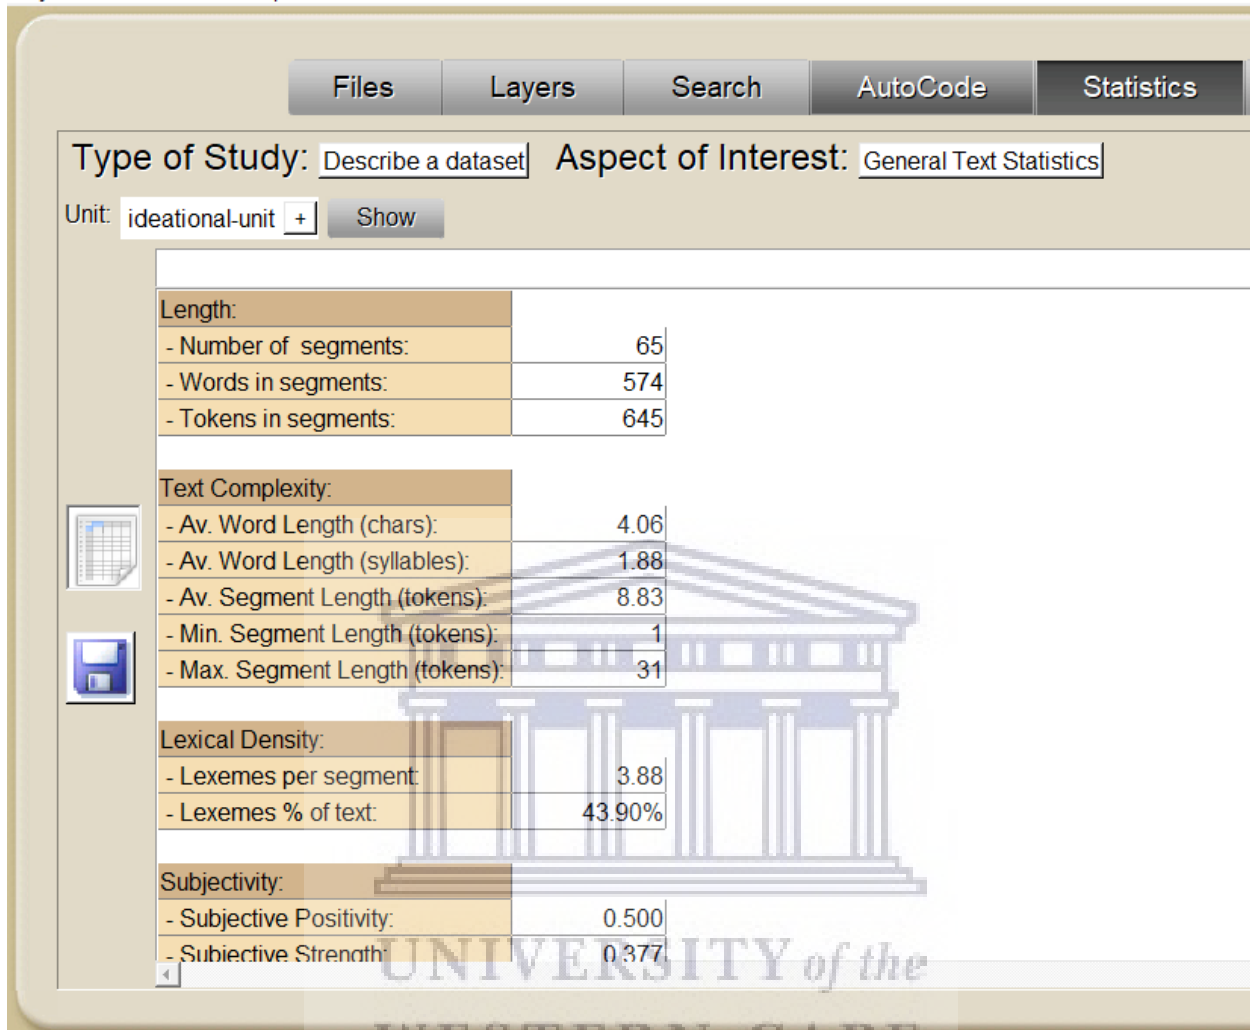 Files Layers Search AutoCode Statistics
Type of Study: Describe a dataset Aspect of Interest: General Text Statistics
Unit: ideational-unit + Show
Length:
- Number of segments: 65
- Words in segments: 574
- Tokens in segments: 645
Text Complexity:
- Av. Word Length (chars): 4.06
- Av. Word Length (syllables): 1.88
- Av. Segment Length (tokens): 8.83
- Min. Segment Length (tokens): 1
- Max. Segment Length (tokens): 31
Lexical Density:
- Lexemes per segment: 3.88
- Lexemes % of text: 43.90%
Subjectivity:
- Subjective Positivity: 0.500
- Subjective Strength: 0.377
UNIVERSITY of the
WESTERN CAPE